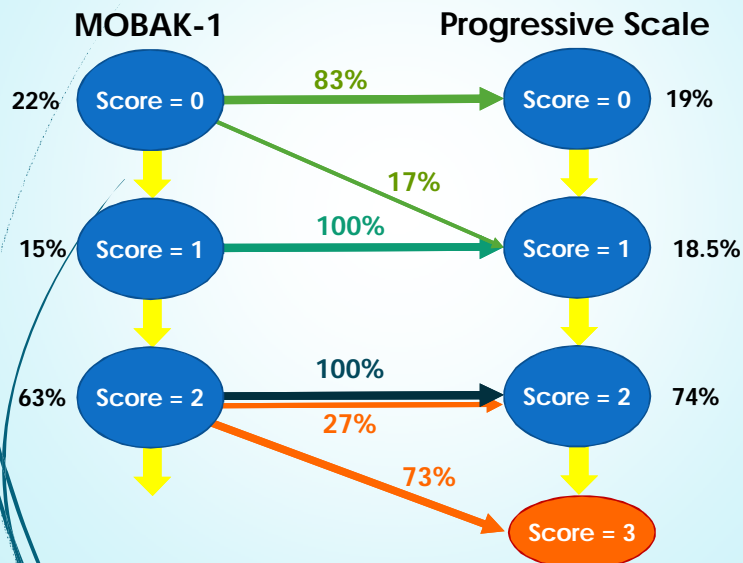 MOBAK-1 Progressive Scale
83%
22% Score = 0 Score = 0 19%
17%
100%
15% Score = 1 Score = 1 18.5%
100%
63% Score = 2 Score = 2 74%
27%
73%
Score = 3